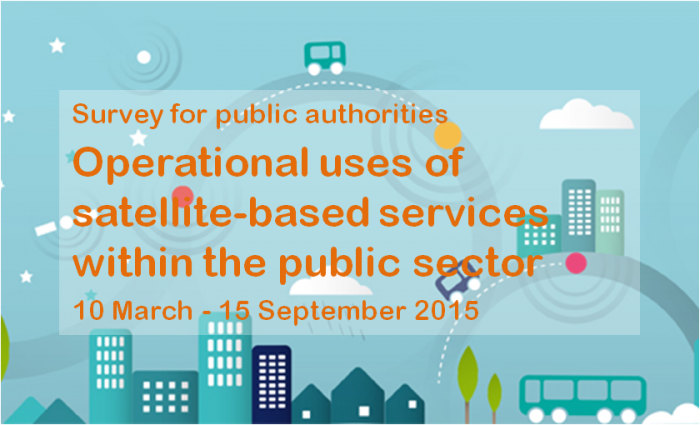 Survey for public authorities
Operational uses of
satellite-based services
within the public sector
10 March - 15 September 2015